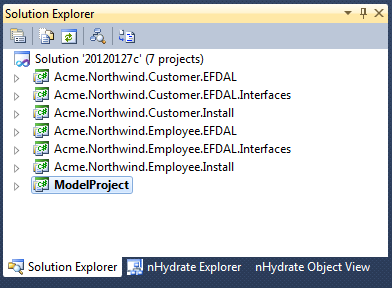 Solution Explorer
Solution '20120127c' (7 projects)
Acme.Northwind.Customer.EFDAL
Acme.Northwind.Customer.EFDAL.Interfaces
Acme.Northwind.Customer.Install
Acme.Northwind.Employee.EFDAL
Acme.Northwind.Employee.EFDAL.Interfaces
Acme.Northwind.Employee.Install
ModelProject
Solution Explorer nHydrate Explorer nHydrate Object View